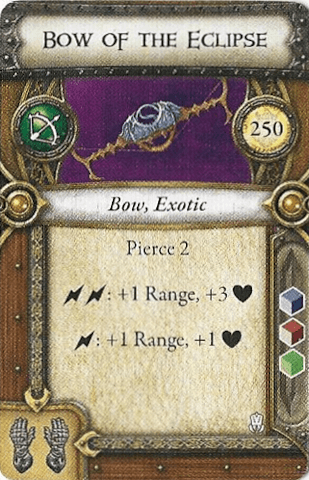 BOW OF THE ECLIPSE
250
Bow, Exotic
Pierce 2
: +1 Range, +3
: +1 Range, +1